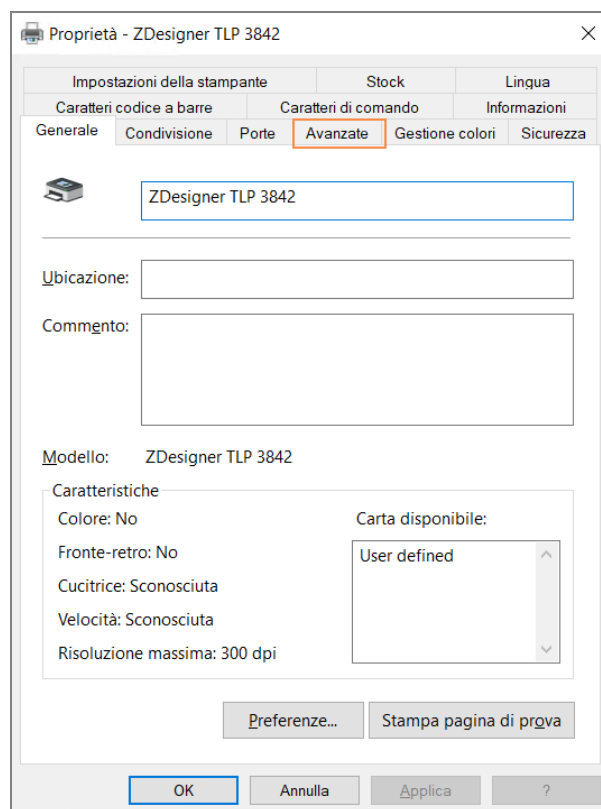 Proprietà - ZDesigner TLP 3842
Impostazioni della stampante Stock Lingua
Caratteri codice a barre Caratteri di comando Informazioni
Generale Condivisione Porte Avanzate Gestione colori Sicurezza
ZDesigner TLP 3842
Ubicazione:
Commento:
Modello: ZDesigner TLP 3842
Caratteristiche
Colore: No Carta disponibile:
Fronte-retro: No User defined
Cucitrice: Sconosciuta
Velocità: Sconosciuta
Risoluzione massima: 300 dpi
Preferenze... Stampa pagina di prova
OK Annulla Applica ?